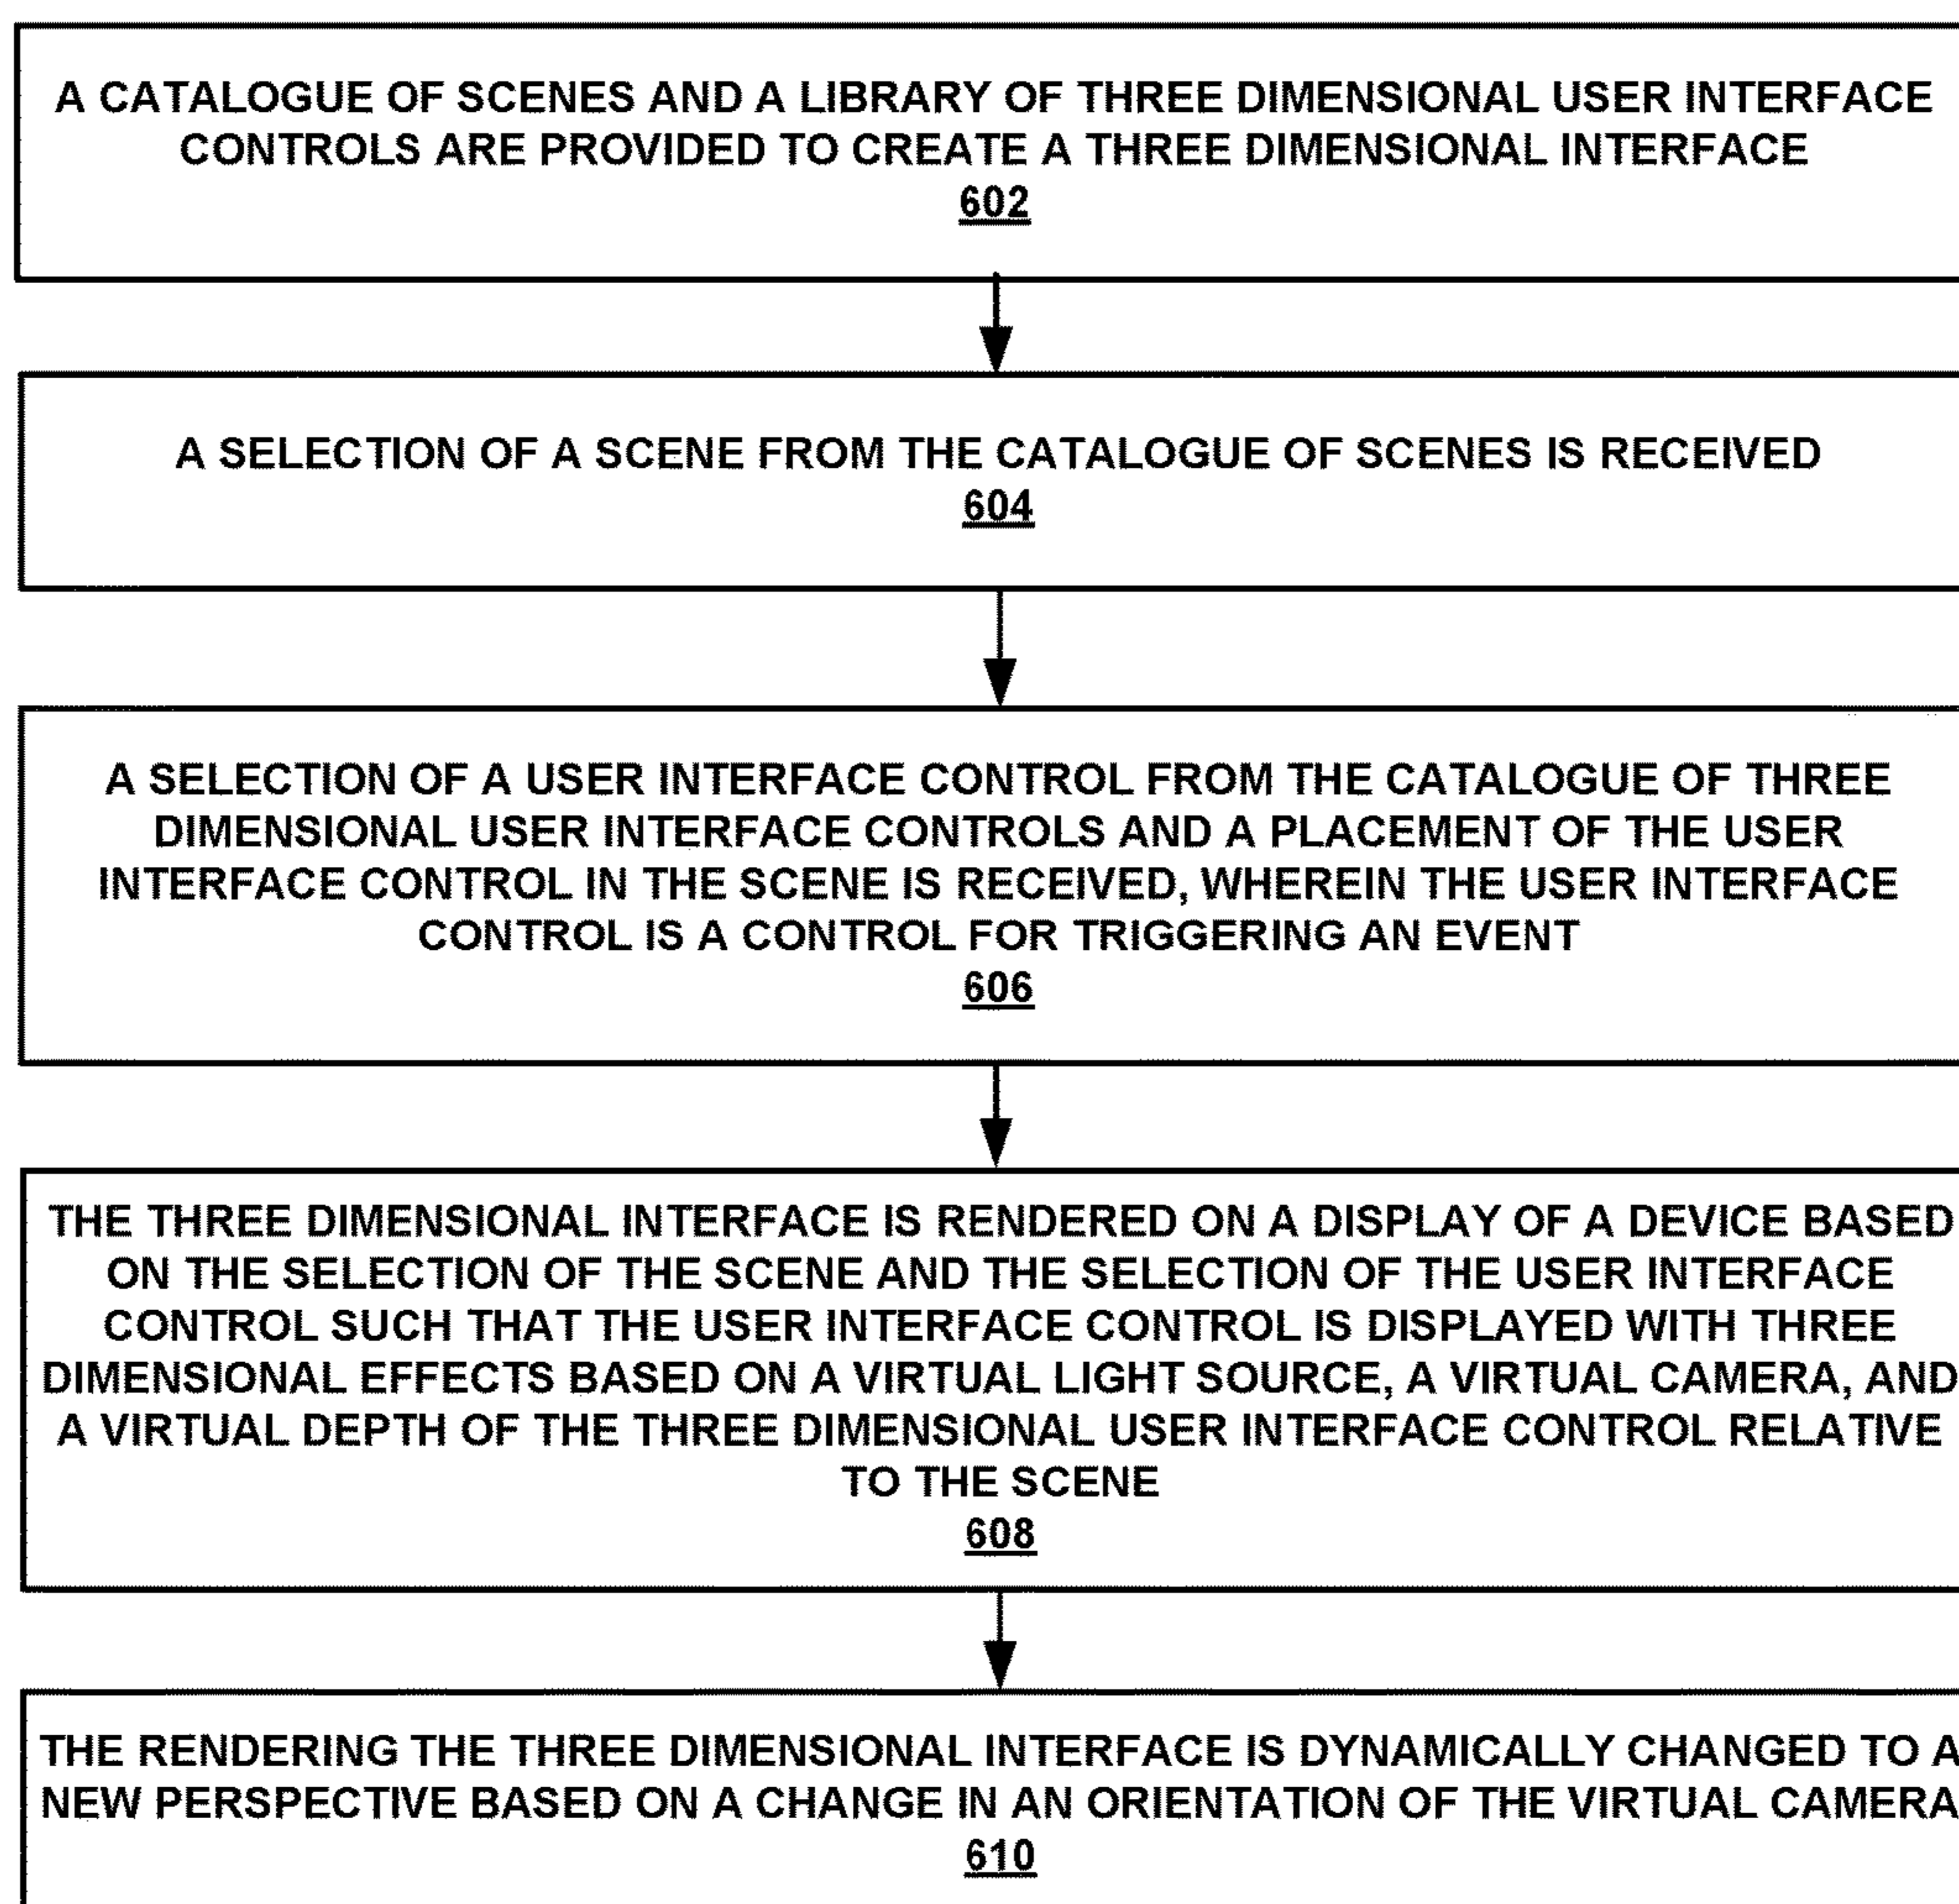 A CATALOGUE OF SCENES AND A LIBRARY OF THREE DIMENSIONAL USER INTERFACE
CONTROLS ARE PROVIDED TO CREATE A THREE DIMENSIONAL INTERFACE
602
A SELECTION OF A SCENE FROM THE CATALOGUE OF SCENES IS RECEIVED
604
A SELECTION OF A USER INTERFACE CONTROL FROM THE CATALOGUE OF THREE
DIMENSIONAL USER INTERFACE CONTROLS AND A PLACEMENT OF THE USER
INTERFACE CONTROL IN THE SCENE IS RECEIVED, WHEREIN THE USER INTERFACE
CONTROL IS A CONTROL FOR TRIGGERING AN EVENT
606
THE THREE DIMENSIONAL INTERFACE IS RENDERED ON A DISPLAY OF A DEVICE BASED
ON THE SELECTION OF THE SCENE AND THE SELECTION OF THE USER INTERFACE
CONTROL SUCH THAT THE USER INTERFACE CONTROL IS DISPLAYED WITH THREE
DIMENSIONAL EFFECTS BASED ON A VIRTUAL LIGHT SOURCE, A VIRTUAL CAMERA, AND
A VIRTUAL DEPTH OF THE THREE DIMENSIONAL USER INTERFACE CONTROL RELATIVE
TO THE SCENE
608
THE RENDERING THE THREE DIMENSIONAL INTERFACE IS DYNAMICALLY CHANGED TO A
NEW PERSPECTIVE BASED ON A CHANGE IN AN ORIENTATION OF THE VIRTUAL CAMERA
610